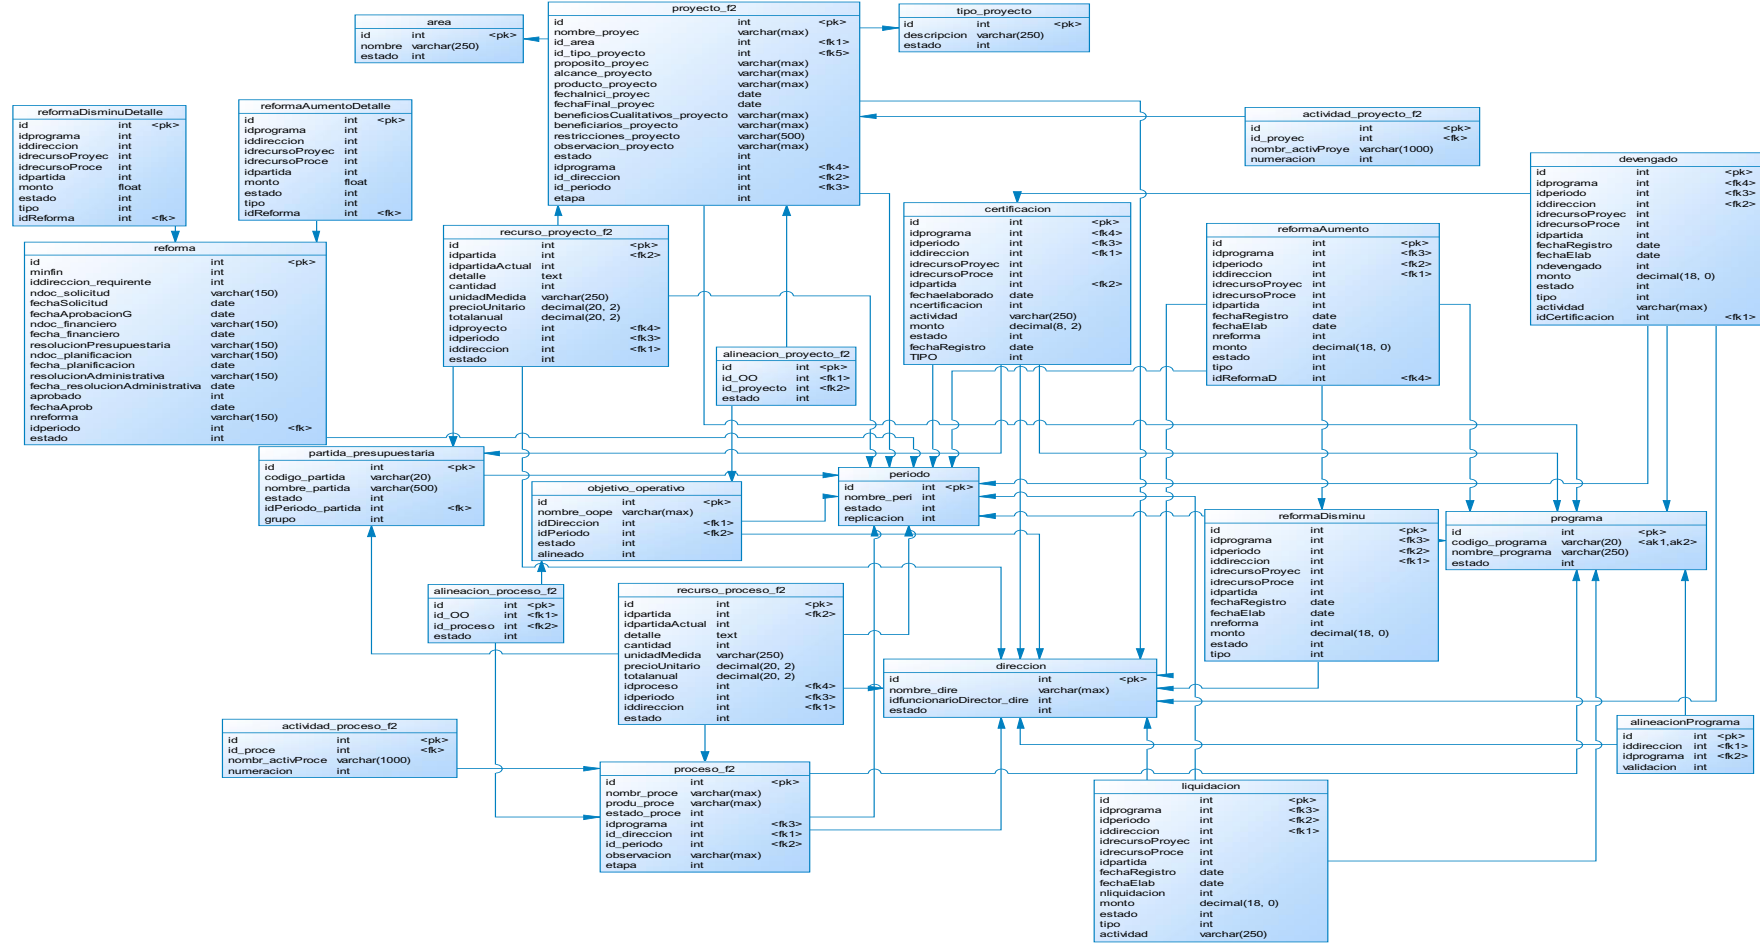 area
id int <pk>
nombre varchar(250)
estado int
proyecto_f2
id int <pk>
nombre_proyec varchar(max)
id_area int <fk1>
id_tipo_proyecto int <fk5>
proposito_proyec varchar(max)
alcance_proyecto varchar(max)
producto_proyecto varchar(max)
fechaInici_proyec date
fechaFinal_proyec date
beneficiosCualitativos_proyecto varchar(max)
beneficiarios_proyecto varchar(max)
restricciones_proyecto varchar(500)
observacion_proyecto varchar(max)
estado int
idprograma int <fk4>
id_direccion int <fk2>
id_periodo int <fk3>
etapa int
tipo_proyecto
id int <pk>
descripcion varchar(250)
estado int
reformaDisminuDetalle
id int <pk>
idprograma int
iddireccion int
idrecursoProyec int
idrecursoProce int
idpartida int
monto float
estado int
tipo int
idReforma int <fk>
reformaAumentoDetalle
id int <pk>
idprograma int
iddireccion int
idrecursoProyec int
idrecursoProce int
idpartida int
monto float
estado int
tipo int
idReforma int <fk>
actividad_proyecto_f2
id int <pk>
id_proyec int <fk>
nombr_activProye varchar(1000)
numeracion int
devengado
id int <pk>
idprograma int <fk4>
idperiodo int <fk3>
iddireccion int <fk2>
idrecursoProyec int
idrecursoProce int
idpartida int
fechaRegistro date
fechaElab date
ndevengado int
monto decimal(18, 0)
estado int
tipo int
actividad varchar(max)
idCertificacion int <fk1>
reforma
id int <pk>
minfin int
iddireccion_requirente int
ndoc_solicitud varchar(150)
fechaSolicitud date
fechaAprobacionG date
ndoc_financiero varchar(150)
fecha_financiero date
resolucionPresupuestaria varchar(150)
ndoc_planificacion varchar(150)
fecha_planificacion date
resolucionAdministrativa varchar(150)
fecha_resolucionAdministrativa date
aprobado int
fechaAprob date
nreforma varchar(150)
idperiodo int <fk>
estado int
recurso_proyecto_f2
id int <pk>
idpartida int <fk2>
idpartidaActual int
detalle text
cantidad int
unidadMedida varchar(250)
precioUnitario decimal(20, 2)
totalanual decimal(20, 2)
idproyecto int <fk4>
idperiodo int <fk3>
iddireccion int <fk1>
estado int
certificacion
id int <pk>
idprograma int <fk4>
idperiodo int <fk3>
iddireccion int <fk1>
idrecursoProyec int
idrecursoProce int
idpartida int <fk2>
fechaelaborado date
ncertificacion int
actividad varchar(250)
monto decimal(8, 2)
estado int
fechaRegistro date
TIPO int
reformaAumento
id int <pk>
idprograma int <fk3>
idperiodo int <fk2>
iddireccion int <fk1>
idrecursoProyec int
idrecursoProce int
idpartida int
fechaRegistro date
fechaElab date
nreforma int
monto decimal(18, 0)
estado int
tipo int
idReformaD int <fk4>
alineacion_proyecto_f2
id int <pk>
id_OO int <fk1>
id_proyecto int <fk2>
estado int
partida_presupuestaria
id int <pk>
codigo_partida varchar(20)
nombre_partida varchar(500)
estado int
idPeriodo_partida int <fk>
grupo int
objetivo_operativo
id int <pk>
nombre_oope varchar(max)
idDireccion int <fk1>
idPeriodo int <fk2>
estado int
alineado int
periodo
id int <pk>
nombre_peri int
estado int
replicacion int
reformaDisminu
id int <pk>
idprograma int <fk3>
idperiodo int <fk2>
iddireccion int <fk1>
idrecursoProyec int
idrecursoProce int
idpartida int
fechaRegistro date
fechaElab date
nreforma int
monto decimal(18, 0)
estado int
tipo int
programa
id int <pk>
codigo_programa varchar(20) <ak1,ak2>
nombre_programa varchar(250)
estado int
alineacion_proceso_f2
id int <pk>
id_OO int <fk1>
id_proceso int <fk2>
estado int
recurso_proceso_f2
id int <pk>
idpartida int <fk2>
idpartidaActual int
detalle text
cantidad int
unidadMedida varchar(250)
precioUnitario decimal(20, 2)
totalanual decimal(20, 2)
idproceso int <fk4>
idperiodo int <fk3>
iddireccion int <fk1>
estado int
direccion
id int <pk>
nombre_dire varchar(max)
idfuncionarioDirector_dire int
estado int
actividad_proceso_f2
id int <pk>
id_proce int <fk>
nombr_activProce varchar(1000)
numeracion int
alineacionPrograma
id int <pk>
iddireccion int <fk1>
idprograma int <fk2>
validacion int
proceso_f2
id int <pk>
nombr_proce varchar(max)
produ_proce varchar(max)
estado_proce int
idprograma int <fk3>
id_direccion int <fk1>
id_periodo int <fk2>
observacion varchar(max)
etapa int
liquidacion
id int <pk>
idprograma int <fk3>
idperiodo int <fk2>
iddireccion int <fk1>
idrecursoProyec int
idrecursoProce int
idpartida int
fechaRegistro date
fechaElab date
nliquidacion int
monto decimal(18, 0)
estado int
tipo int
actividad varchar(250)